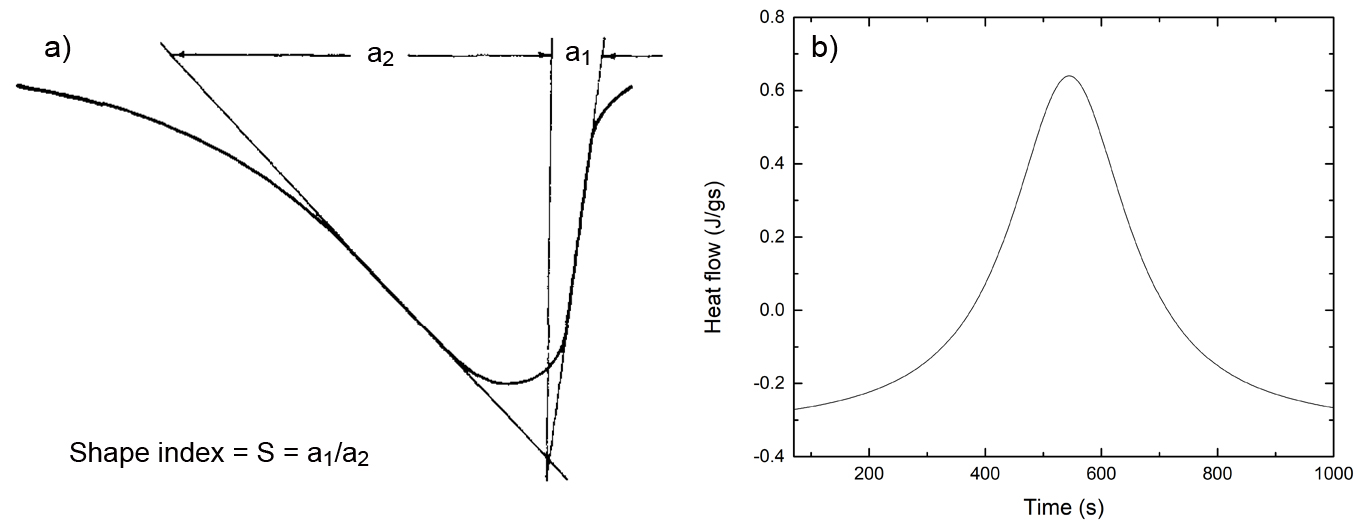 a)
a2
a1
Shape index = S = a1/a2
b)
Heat flow (J/gs)
0.8
0.6
0.4
0.2
0.0
-0.2
-0.4
200 400 600 800 1000
Time (s)